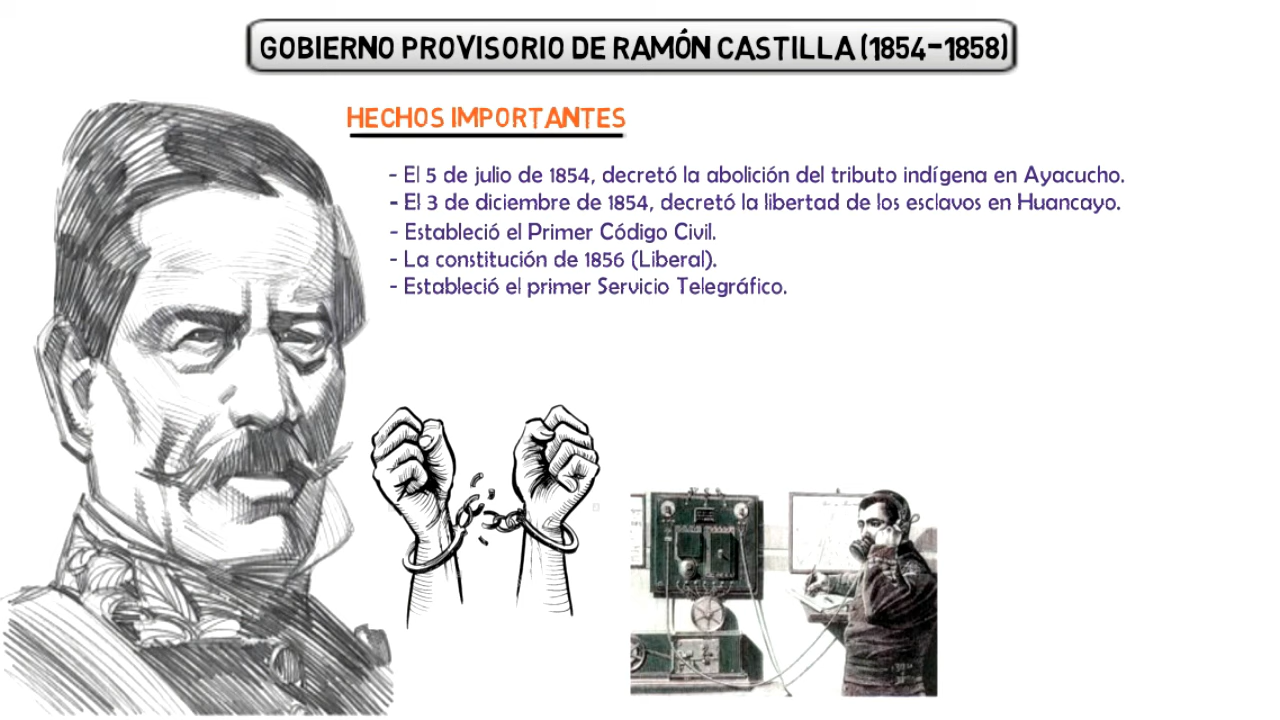 GOBIERNO PROVISORIO DE RAMÓN CASTILLA (1854-1858)
HECHOS IMPORTANTES
- El 5 de julio de 1854, decretó la abolición del tributo indígena en Ayacucho.
- El 3 de diciembre de 1854, decretó la libertad de los esclavos en Huancayo.
- Estableció el Primer Código Civil.
- La constitución de 1856 (Liberal).
- Estableció el primer Servicio Telegráfico.